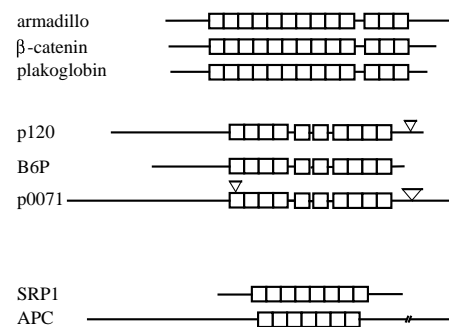 armadillo
β-catenin
plakoglobin
p120
B6P
p0071
SRP1
APC